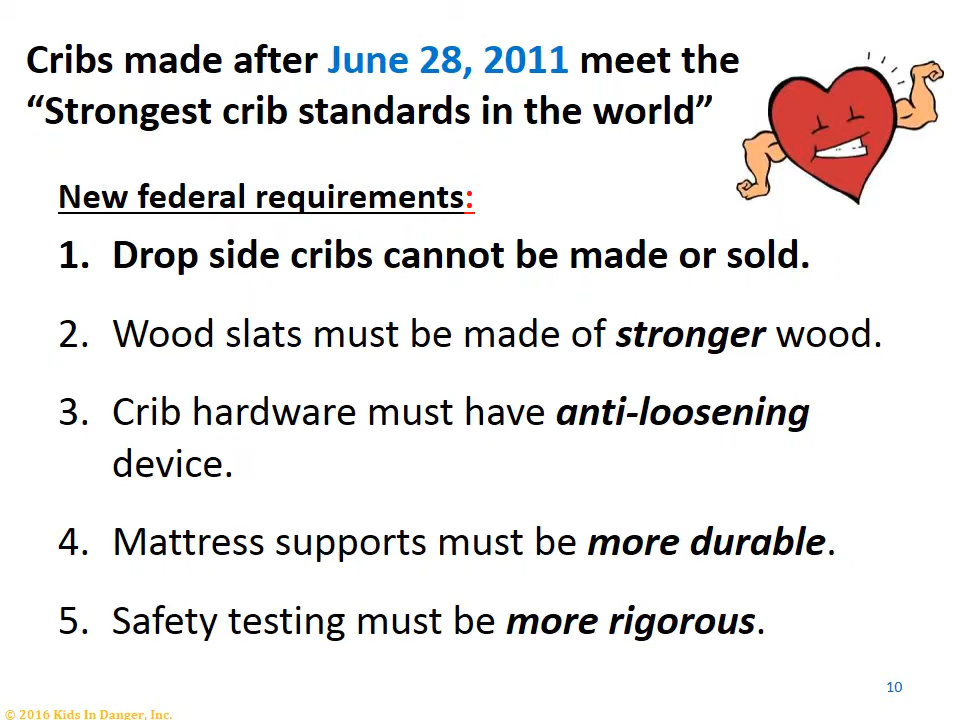 Cribs made after June 28, 2011 meet the
“Strongest crib standards in the world”
New federal requirements:
1. Drop side cribs cannot be made or sold.
2. Wood slats must be made of stronger wood.
3. Crib hardware must have anti-loosening
device.
4. Mattress supports must be more durable.
5. Safety testing must be more rigorous.
10
© 2016 Kids In Danger, Inc.